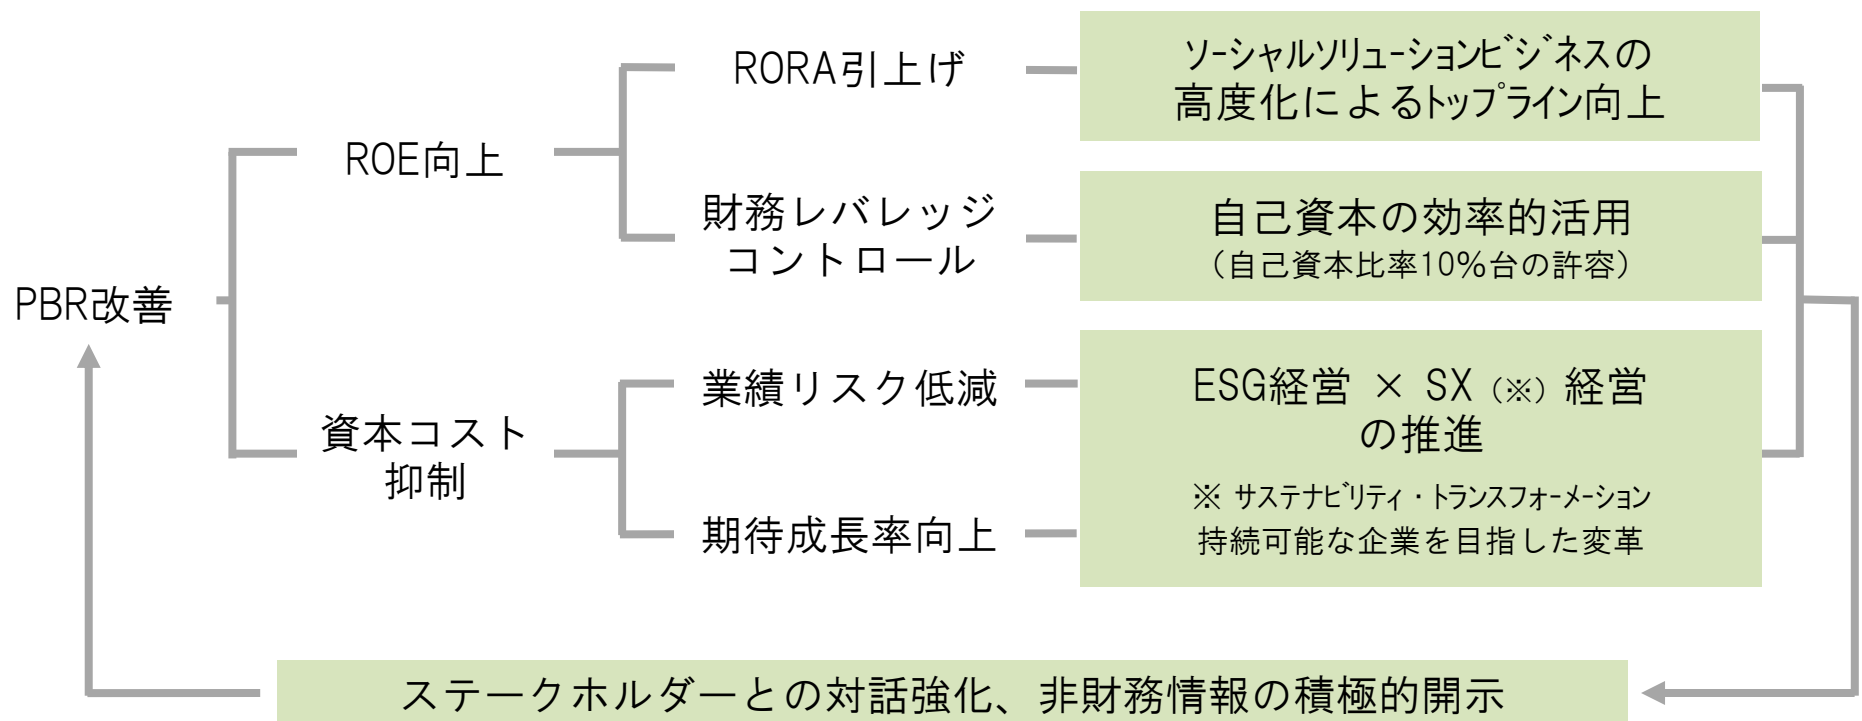 PBR改善
ROE向上
資本コスト
抑制
RORA引上げ
財務レバレッジ
コントロール
業績リスク低減
期待成長率向上
ソーシャルソリューションビジネスの
高度化によるトップライン向上
自己資本の効率的活用
（自己資本比率10%台の許容）
ESG経営 × SX（※）経営
の推進
※ サステナビリティ・トランスフォーメーション
持続可能な企業を目指した変革
ステークホルダーとの対話強化、非財務情報の積極的開示